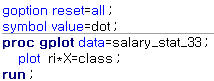 goption reset=all;
symbol value=dot;
proc gplot data=salary_stat_33;
plot ri*X=class;
run;